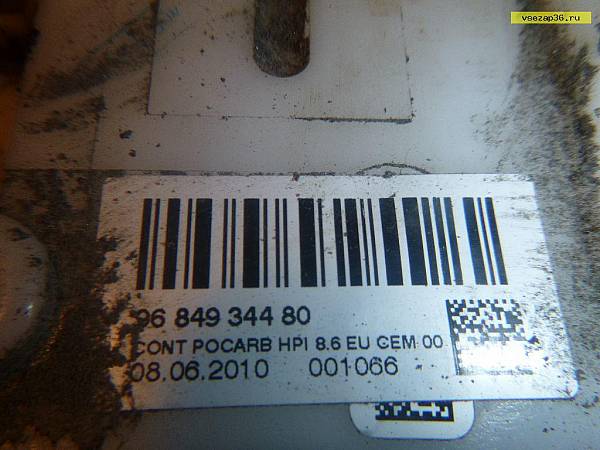 vsezap36.ru
96 849 344 80
CONT POCARB HPI 8.6 EU CEM 00
08.06.2010 001066